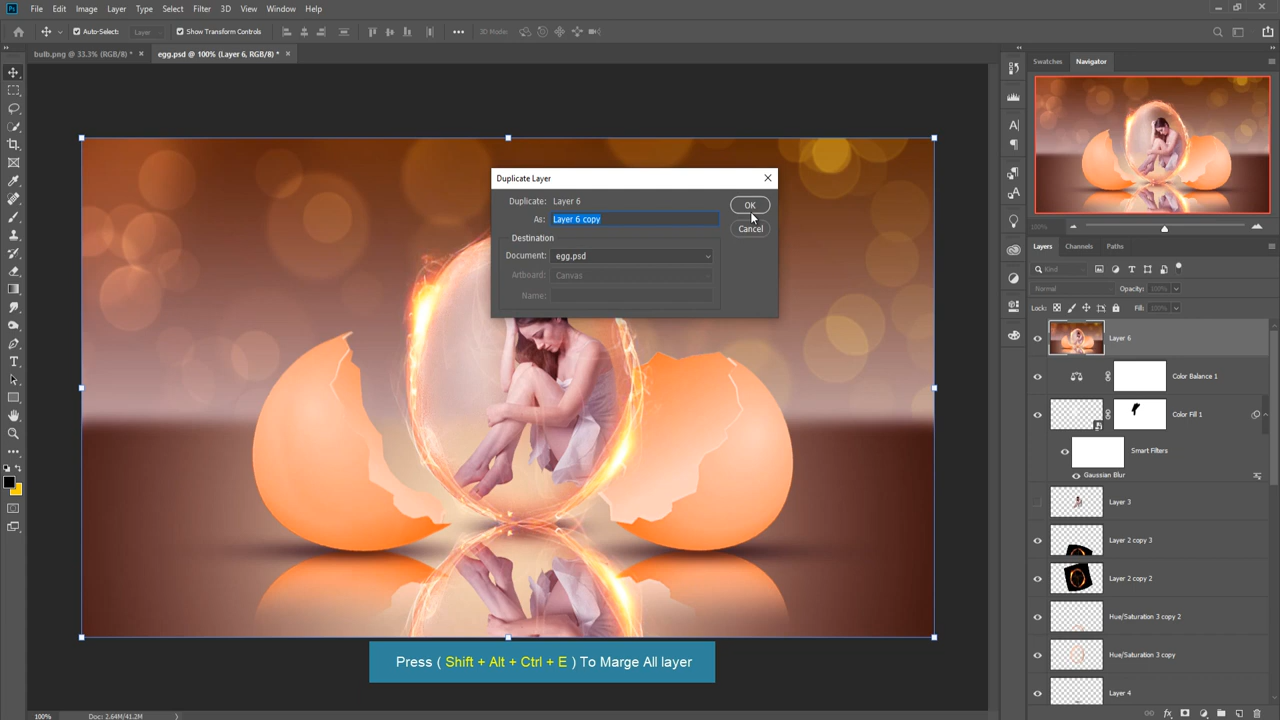 Ps File Edit Image Layer Type Select Filter 3D View Window Help
Auto-Select: Layer Show Transform Controls 3D Mode:
bulb.png @ 33.3% (RGB/8) * × egg.psd @ 100% (Layer 6, RGB/8) * ×
Swatches Navigator
Duplicate Layer
Duplicate: Layer 6
OK
As: Layer 6 copy
Cancel
Destination
Document: egg.psd
Artboard: Canvas
Name:
100%
Layers Channels Paths
Kind
Normal Opacity: 100%
Lock: Fill: 100%
Layer 6
Color Balance 1
Color Fill 1
Smart Filters
Gaussian Blur
Layer 3
Layer 2 copy 3
Layer 2 copy 2
Hue/Saturation 3 copy 2
Hue/Saturation 3 copy
Layer 4
Press ( Shift + Alt + Ctrl + E ) To Marge All layer
100% Doc: 2.64M/41.2M